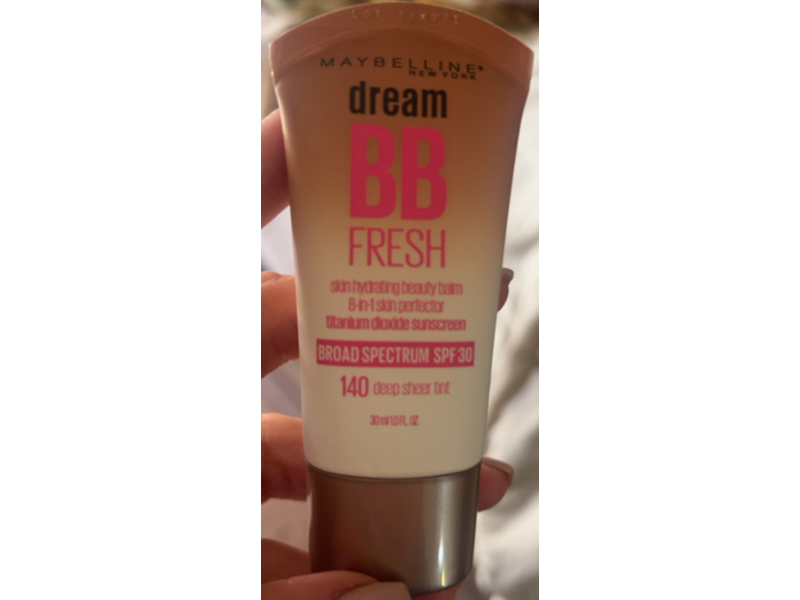 MAYBELLINE
NEW YORK
dream
BB
FRESH
skin hydrating beauty balm
8-in-1 skin perfector
titanium dioxide sunscreen
BROAD SPECTRUM SPF 30
140 deep sheer tint
30 ml 1.0 FL. OZ